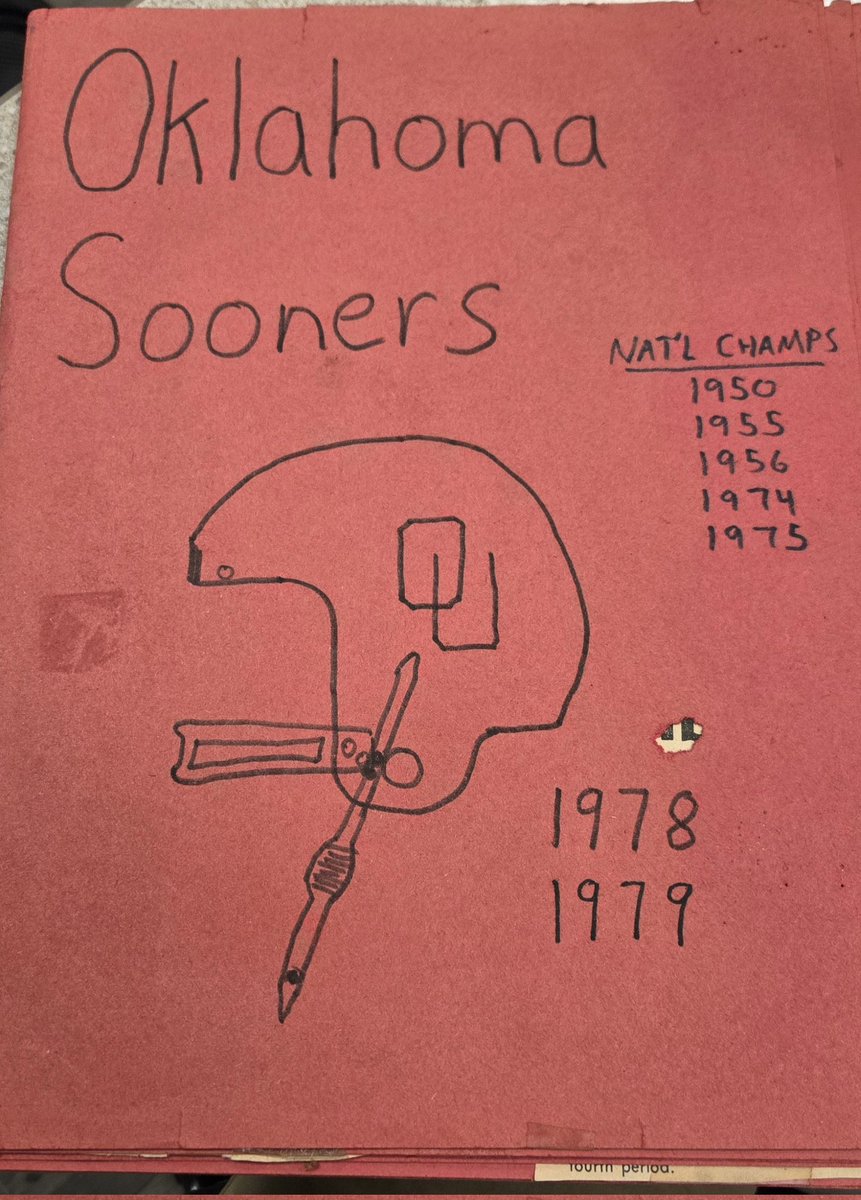 Oklahoma
Sooners
NAT'L CHAMPS
1950
1955
1956
1974
1975
OU
1978
1979
fourth period.